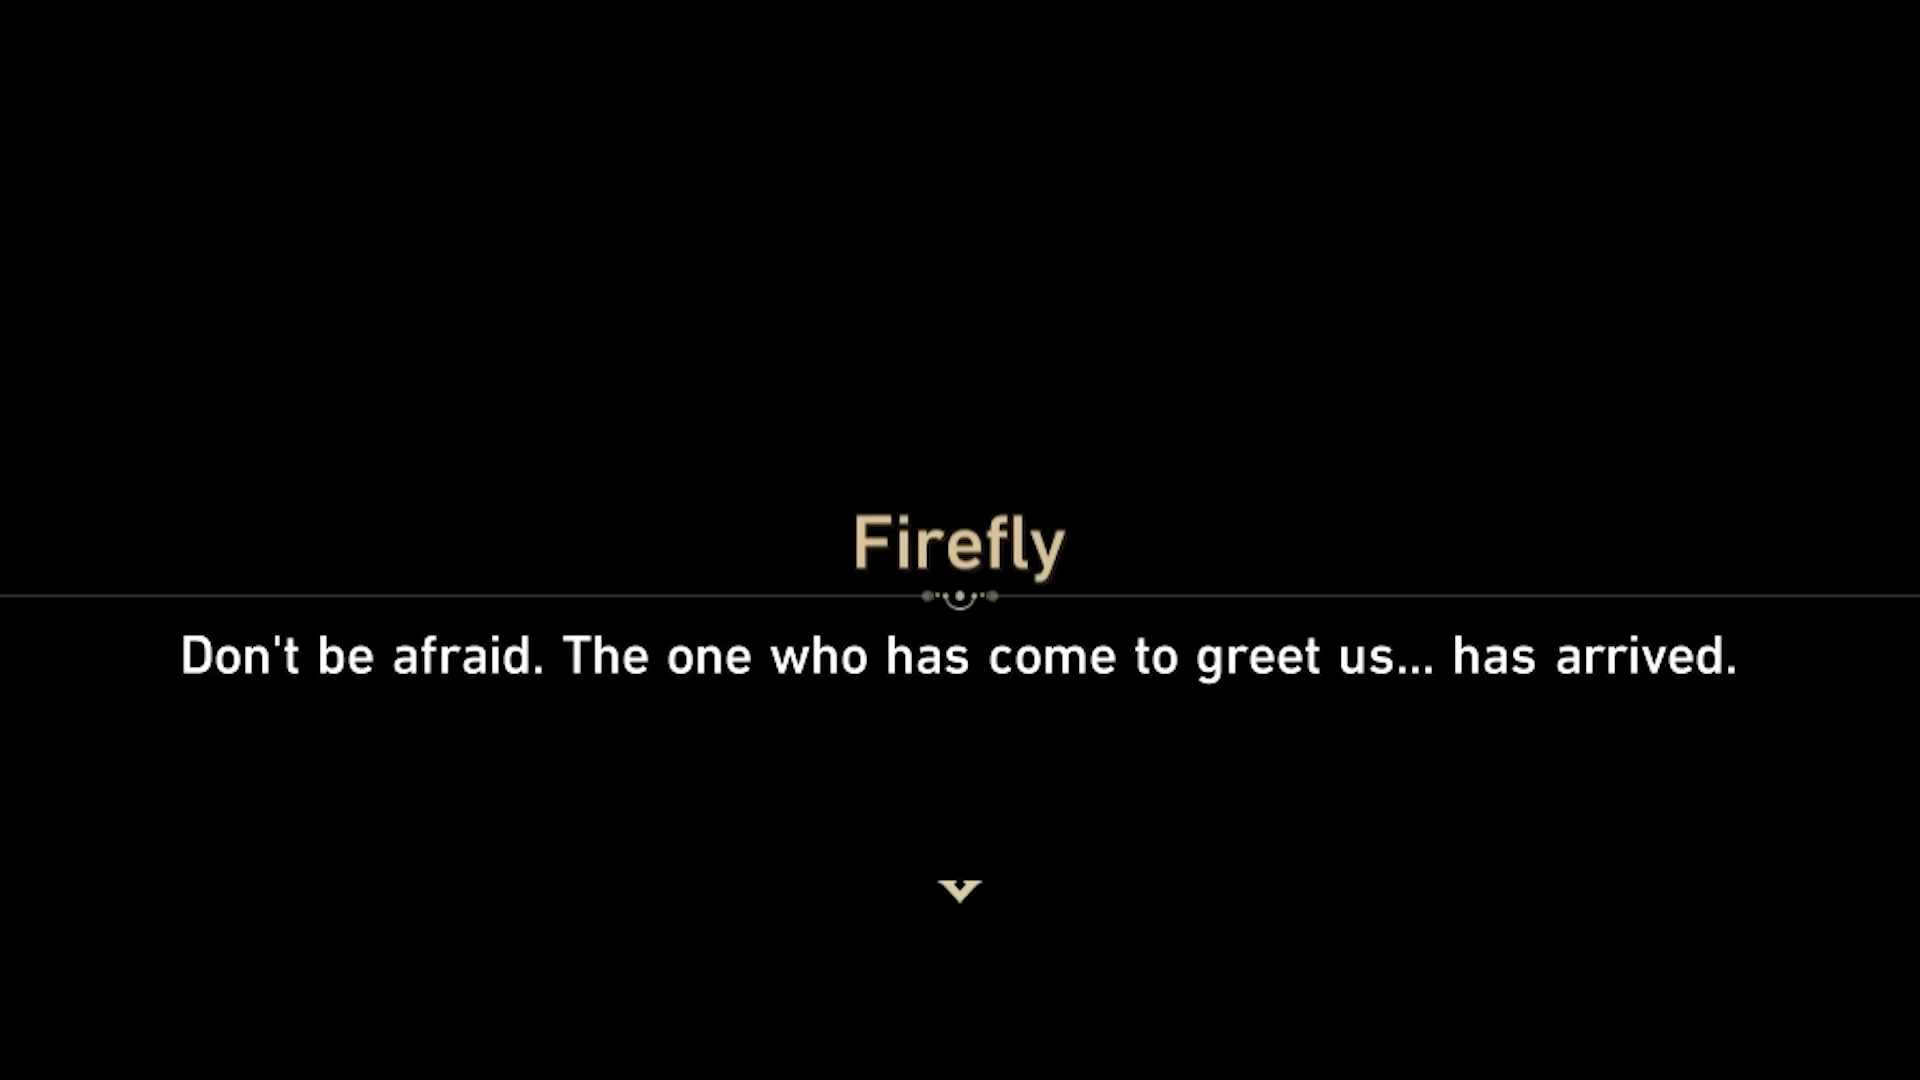 Firefly
Don't be afraid. The one who has come to greet us... has arrived.